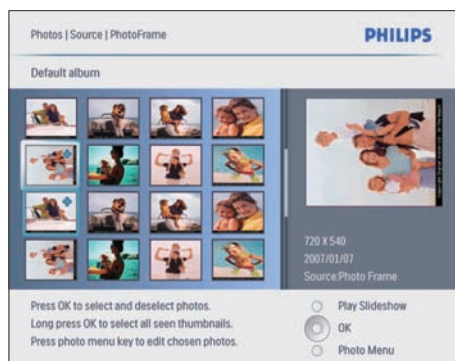 Photos | Source | PhotoFrame
PHILIPS
Default album
720 X 540
2007/01/07
Source:Photo Frame
Press OK to select and deselect photos.
Long press OK to select all seen thumbnails.
Press photo menu key to edit chosen photos.
Play Slideshow
OK
Photo Menu